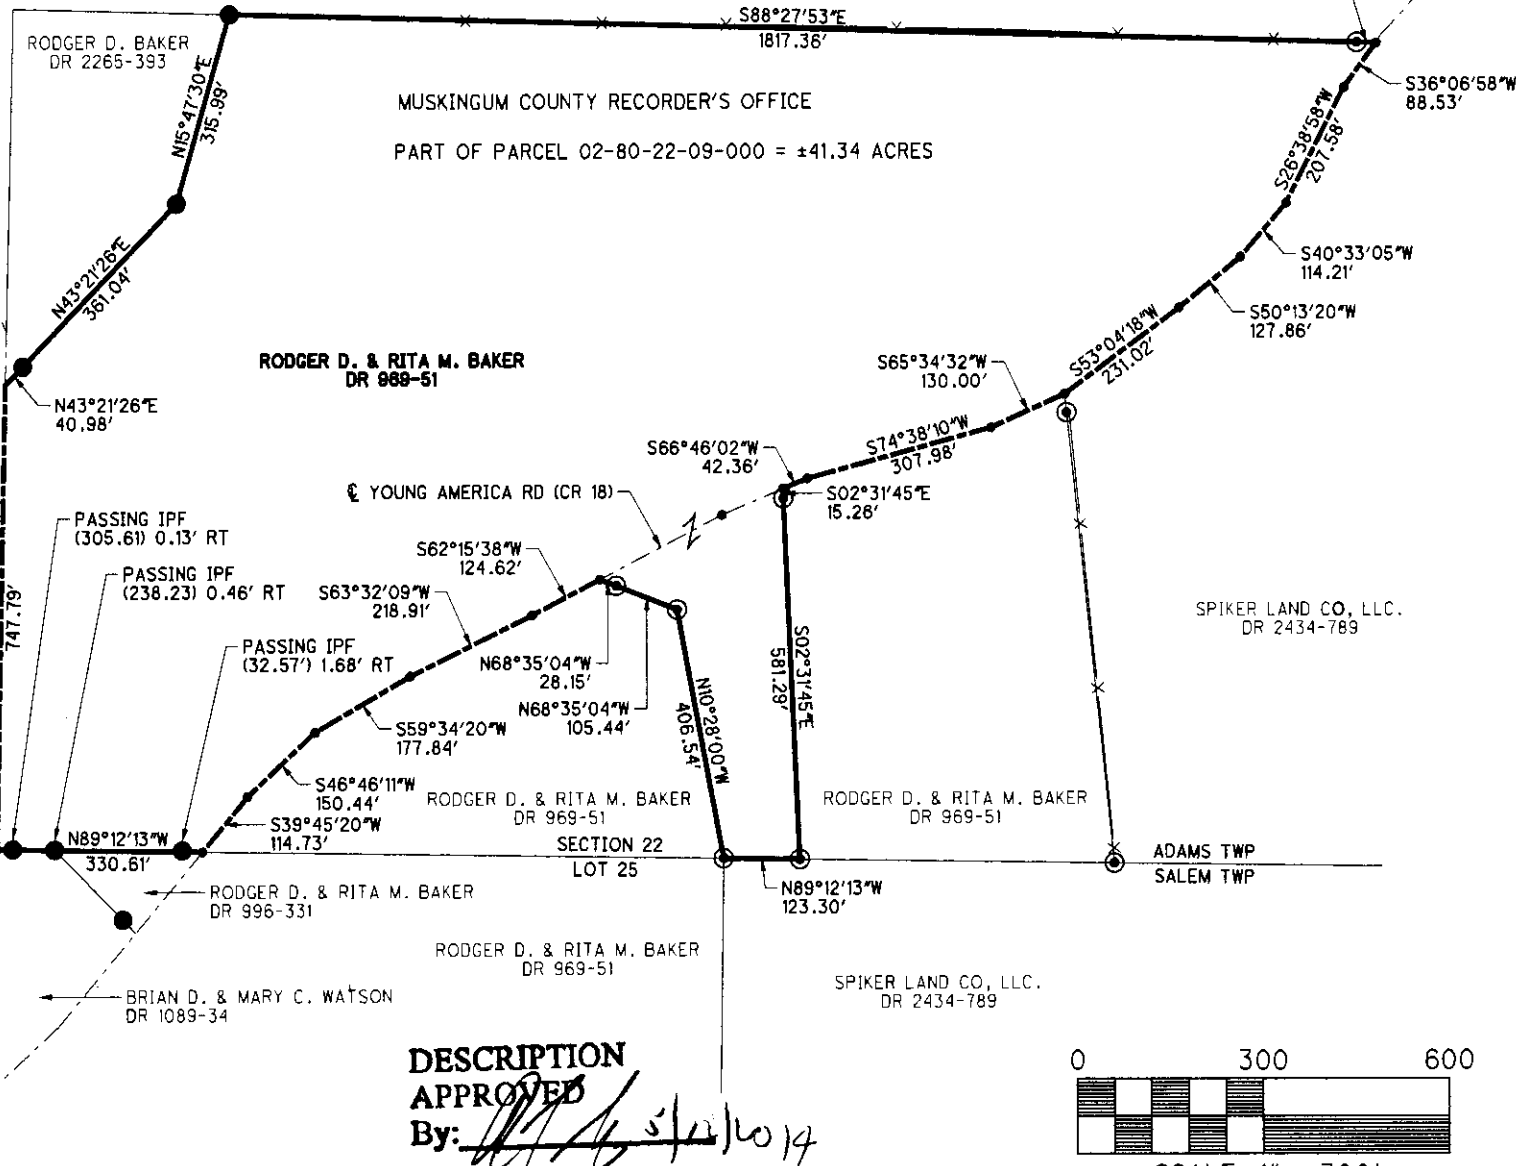 S88°27'53"E
1817.36'
RODGER D. BAKER
DR 2265-393
N15°47'30"E
315.99'
MUSKINGUM COUNTY RECORDER'S OFFICE
PART OF PARCEL 02-80-22-09-000 = ±41.34 ACRES
S36°06'58"W
88.53'
S26°38'58"W
207.58'
S40°33'05"W
114.21'
S50°13'20"W
127.86'
N43°21'26"E
361.04'
RODGER D. & RITA M. BAKER
DR 969-51
S53°04'18"W
231.02'
S65°34'32"W
130.00'
N43°21'26"E
40.98'
S74°38'10"W
307.98'
S66°46'02"W
42.36'
S02°31'45"E
15.26'
℄ YOUNG AMERICA RD (CR 18)
PASSING IPF
(305.61) 0.13' RT
PASSING IPF
(238.23) 0.46' RT
S62°15'38"W
124.62'
S63°32'09"W
218.91'
747.79'
PASSING IPF
(32.57') 1.68' RT
N68°35'04"W
28.15'
N68°35'04"W
105.44'
S02°31'45"E
581.29'
N10°28'00"W
406.54'
SPIKER LAND CO, LLC.
DR 2434-789
S59°34'20"W
177.84'
S46°46'11"W
150.44'
RODGER D. & RITA M. BAKER
DR 969-51
RODGER D. & RITA M. BAKER
DR 969-51
S39°45'20"W
114.73'
N89°12'13"W
330.61'
SECTION 22
LOT 25
ADAMS TWP
SALEM TWP
N89°12'13"W
123.30'
RODGER D. & RITA M. BAKER
DR 996-331
RODGER D. & RITA M. BAKER
DR 969-51
SPIKER LAND CO, LLC.
DR 2434-789
BRIAN D. & MARY C. WATSON
DR 1089-34
DESCRIPTION
APPROVED
By:
0 300 600